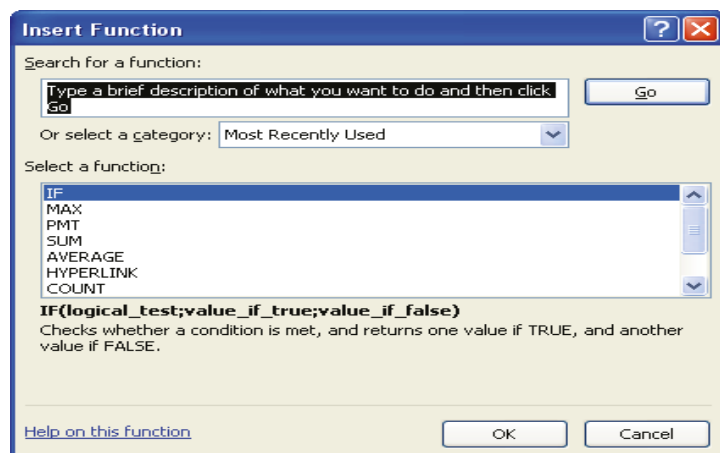 Insert Function
Search for a function:
Type a brief description of what you want to do and then click
Go
Go
Or select a category: Most Recently Used
Select a function:
IF
MAX
PMT
SUM
AVERAGE
HYPERLINK
COUNT
IF(logical_test;value_if_true;value_if_false)
Checks whether a condition is met, and returns one value if TRUE, and another
value if FALSE.
Help on this function
OK
Cancel